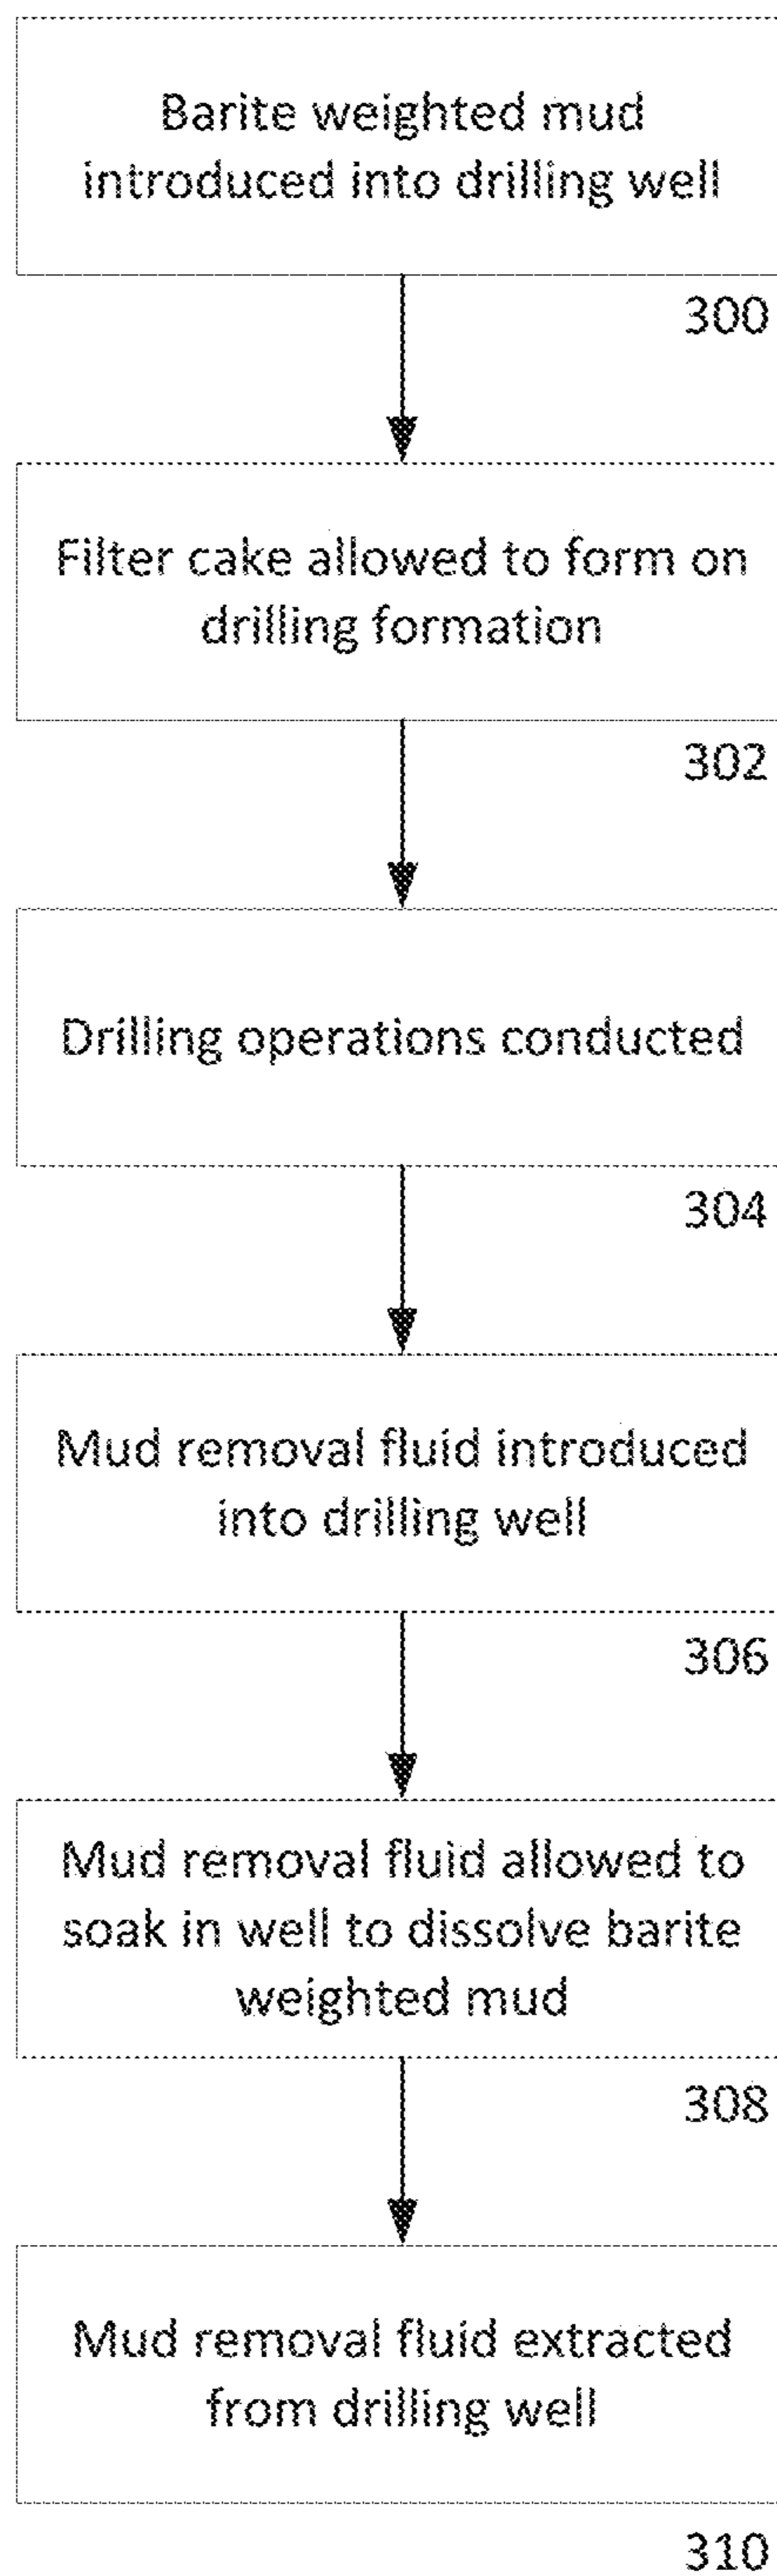 Barite weighted mud
introduced into drilling well
300
Filter cake allowed to form on
drilling formation
302
Drilling operations conducted
304
Mud removal fluid introduced
into drilling well
306
Mud removal fluid allowed to
soak in well to dissolve barite
weighted mud
308
Mud removal fluid extracted
from drilling well
310